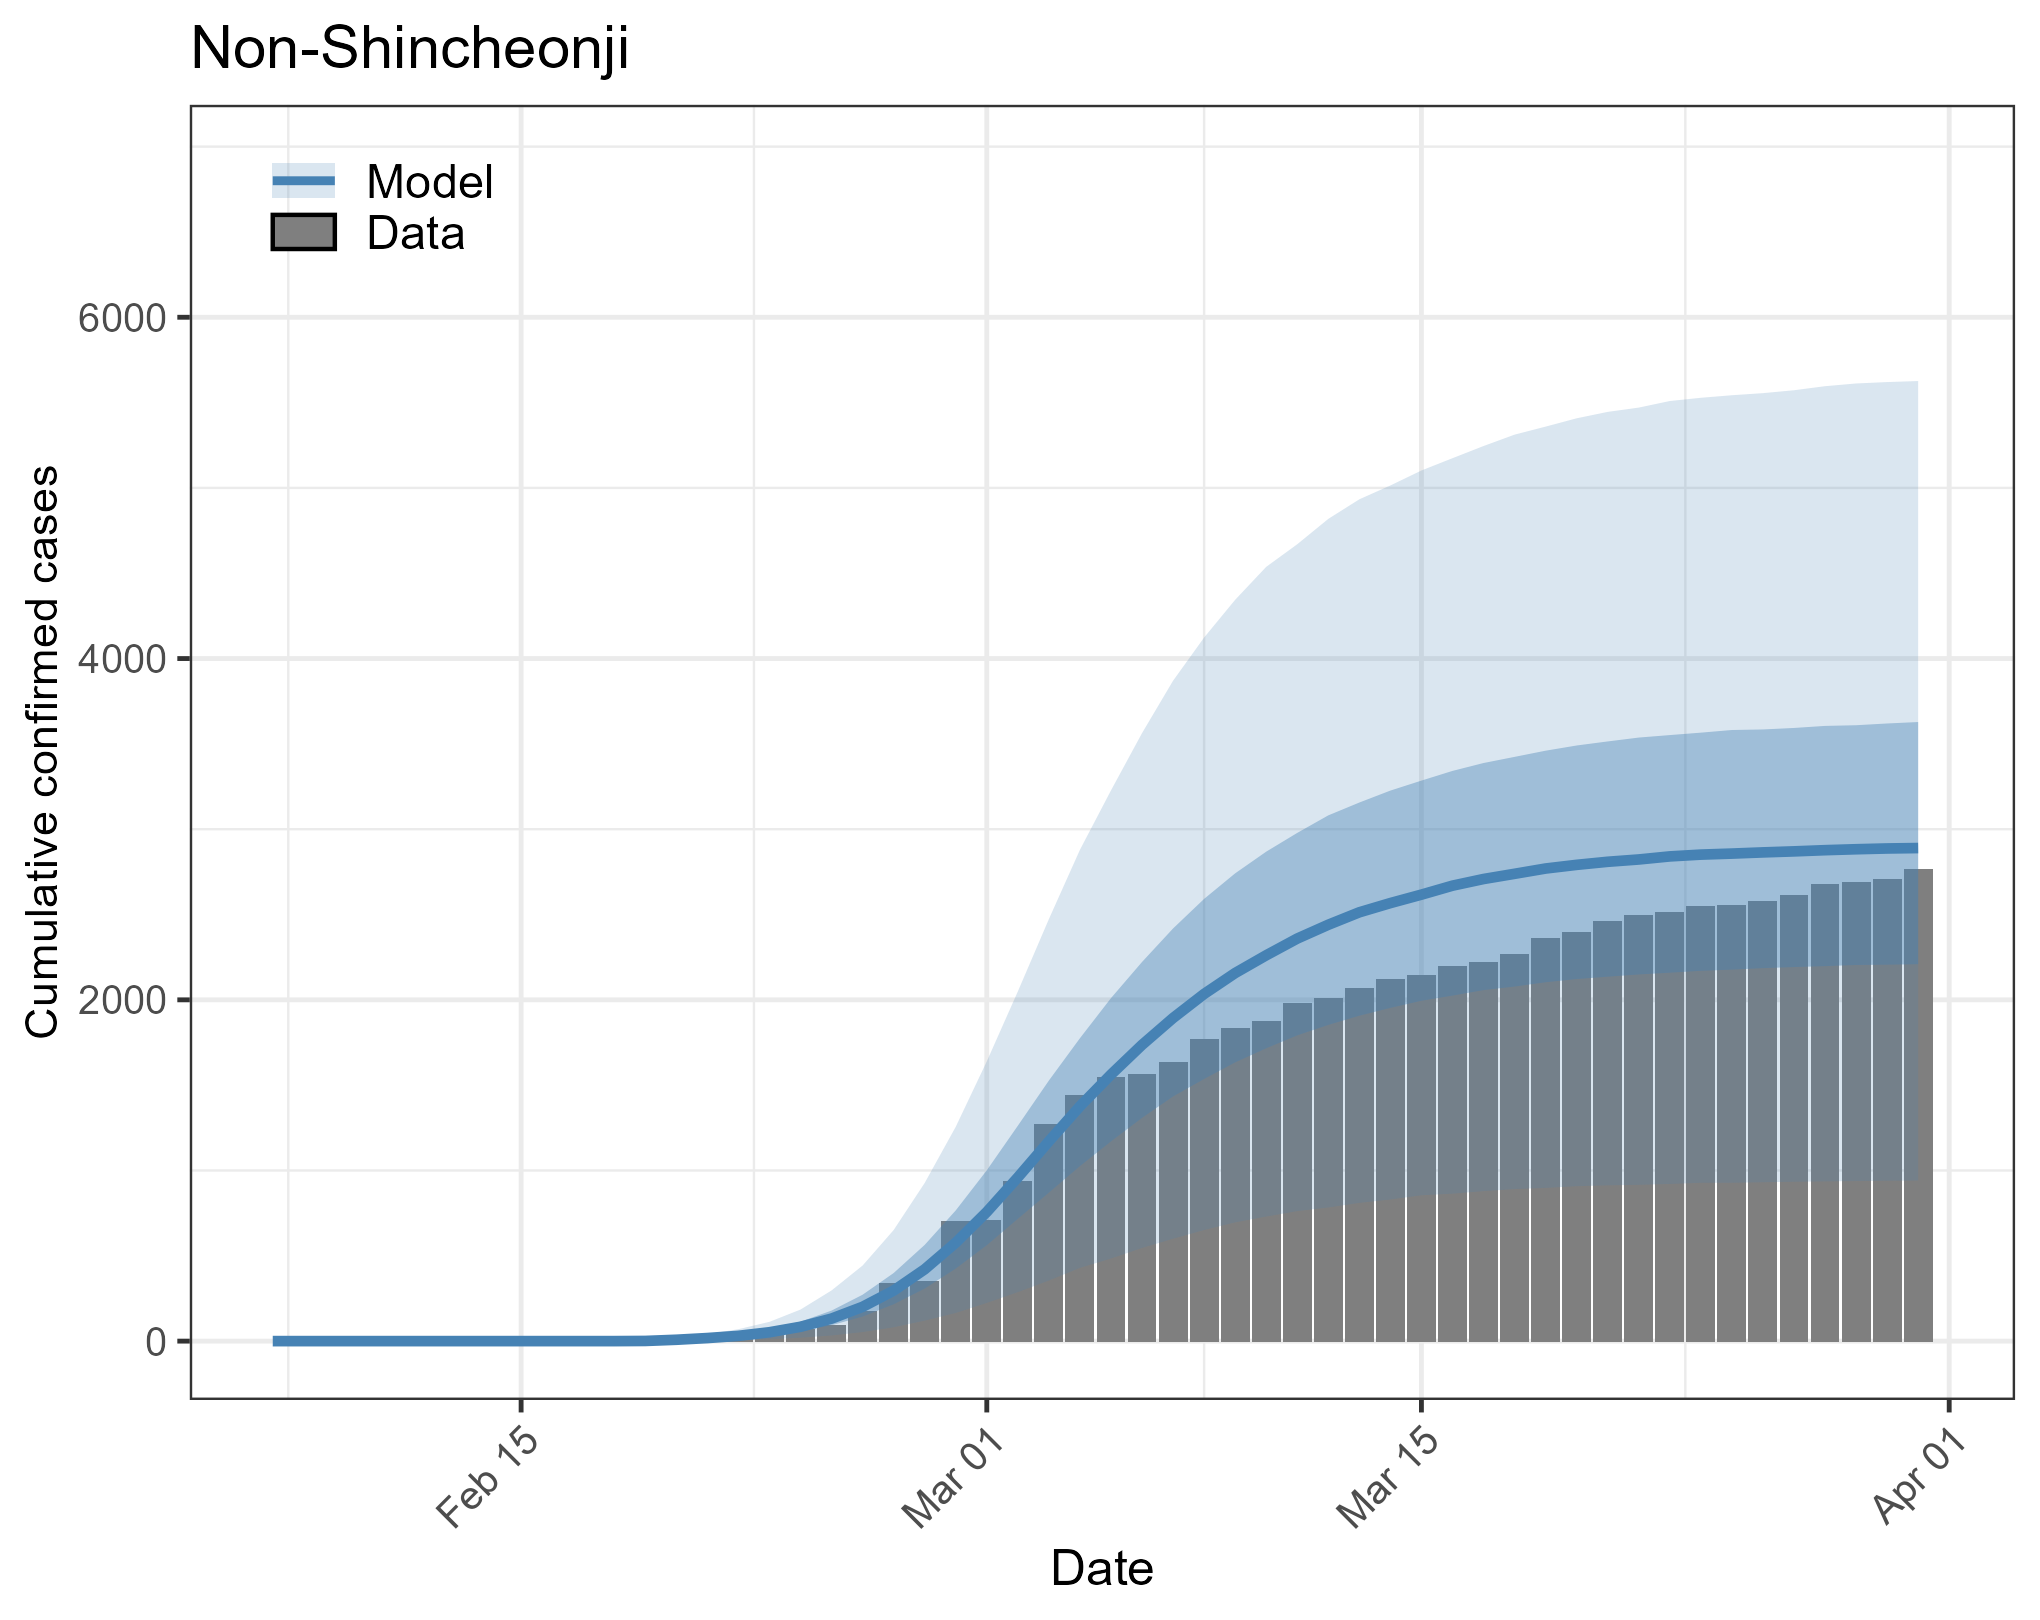 Non-Shincheonji
Model
Data
Cumulative confirmed cases
6000
4000
2000
0
Feb 15
Mar 01
Mar 15
Apr 01
Date